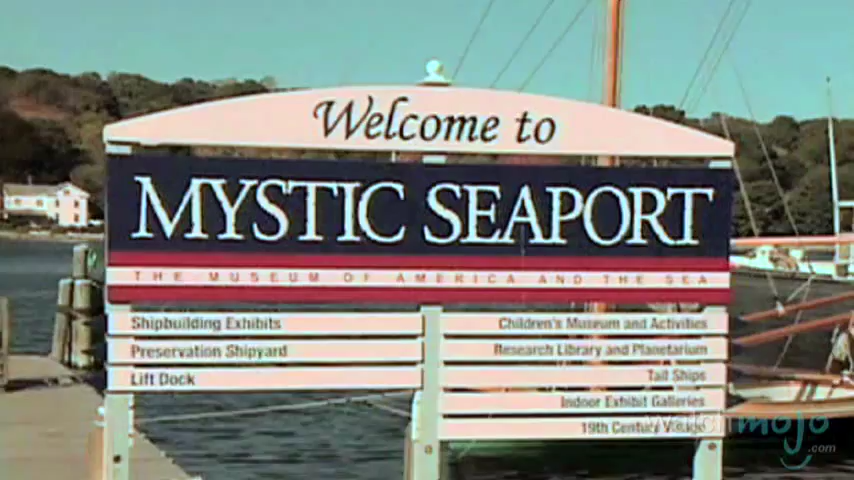 Welcome to
MYSTIC SEAPORT
THE MUSEUM OF AMERICA AND THE SEA
Shipbuilding Exhibits
Preservation Shipyard
Lift Dock
Children's Museum and Activities
Research Library and Planetarium
Tall Ships
Indoor Exhibit Galleries
19th Century Village
watchmojo
.com